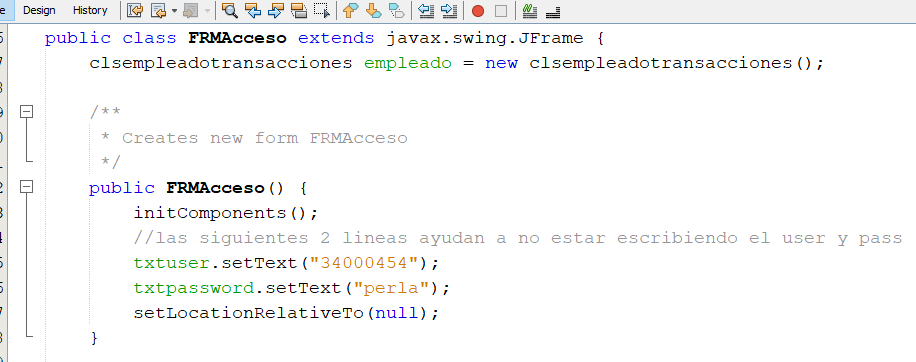 e Design History
public class FRMAcceso extends javax.swing.JFrame {
clsempleadotransacciones empleado = new clsempleadotransacciones();
/**
* Creates new form FRMAcceso
*/
public FRMAcceso() {
initComponents();
//las siguientes 2 lineas ayudan a no estar escribiendo el user y pass
txtuser.setText("34000454");
txtpassword.setText("perla");
setLocationRelativeTo(null);
}